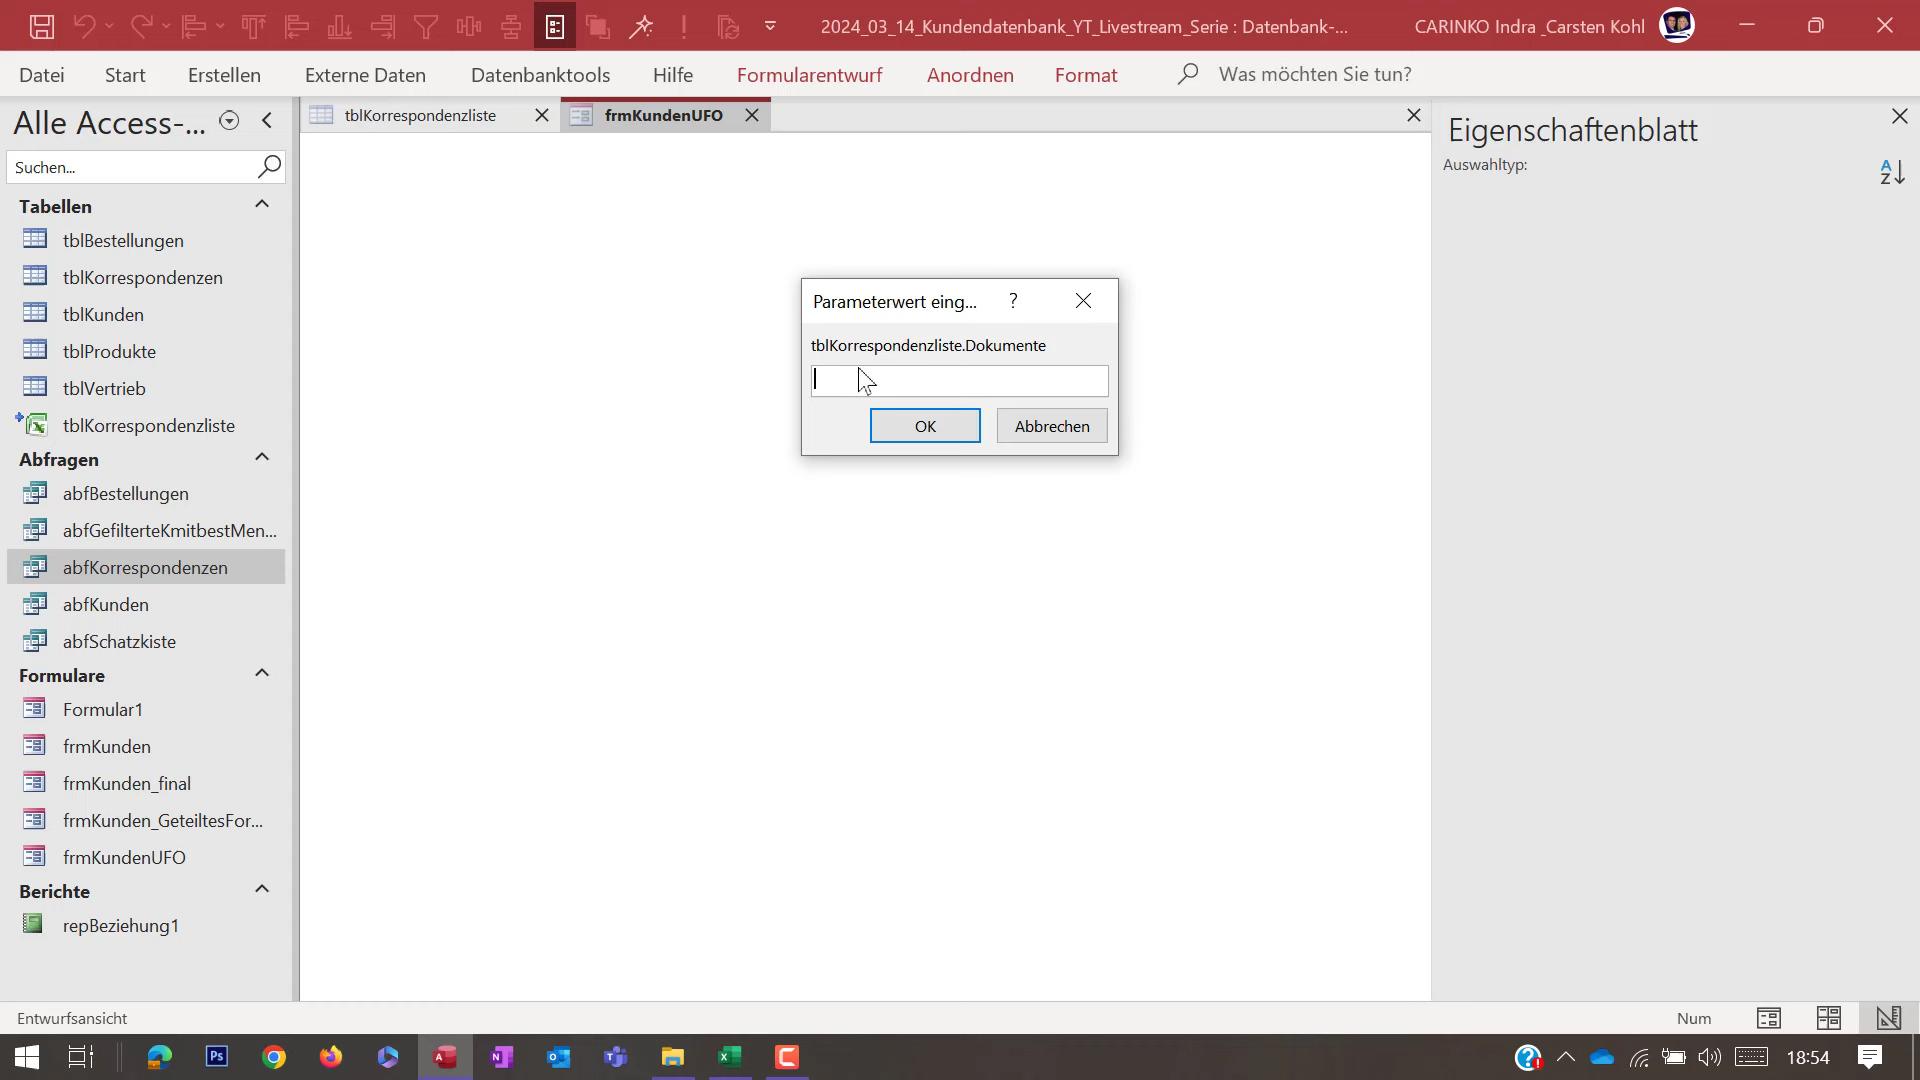 2024_03_14_Kundendatenbank_YT_Livestream_Serie : Datenbank-...
CARINKO Indra _Carsten Kohl
Datei Start Erstellen Externe Daten Datenbanktools Hilfe Formularentwurf Anordnen Format Was möchten Sie tun?
Alle Access-...
tblKorrespondenzliste
frmKundenUFO
Eigenschaftenblatt
Auswahltyp:
Suchen...
Tabellen
tblBestellungen
tblKorrespondenzen
tblKunden
tblProdukte
tblVertrieb
tblKorrespondenzliste
Abfragen
abfBestellungen
abfGefilterteKmitbestMen...
abfKorrespondenzen
abfKunden
abfSchatzkiste
Formulare
Formular1
frmKunden
frmKunden_final
frmKunden_GeteiltesFor...
frmKundenUFO
Berichte
repBeziehung1
Parameterwert eing... ?
tblKorrespondenzliste.Dokumente
OK Abbrechen
Entwurfsansicht
Num
18:54